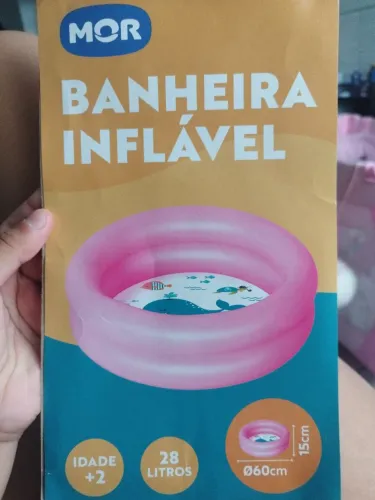 MOR
BANHEIRA
INFLÁVEL
IDADE
+2
28
LITROS
15cm
Ø60cm